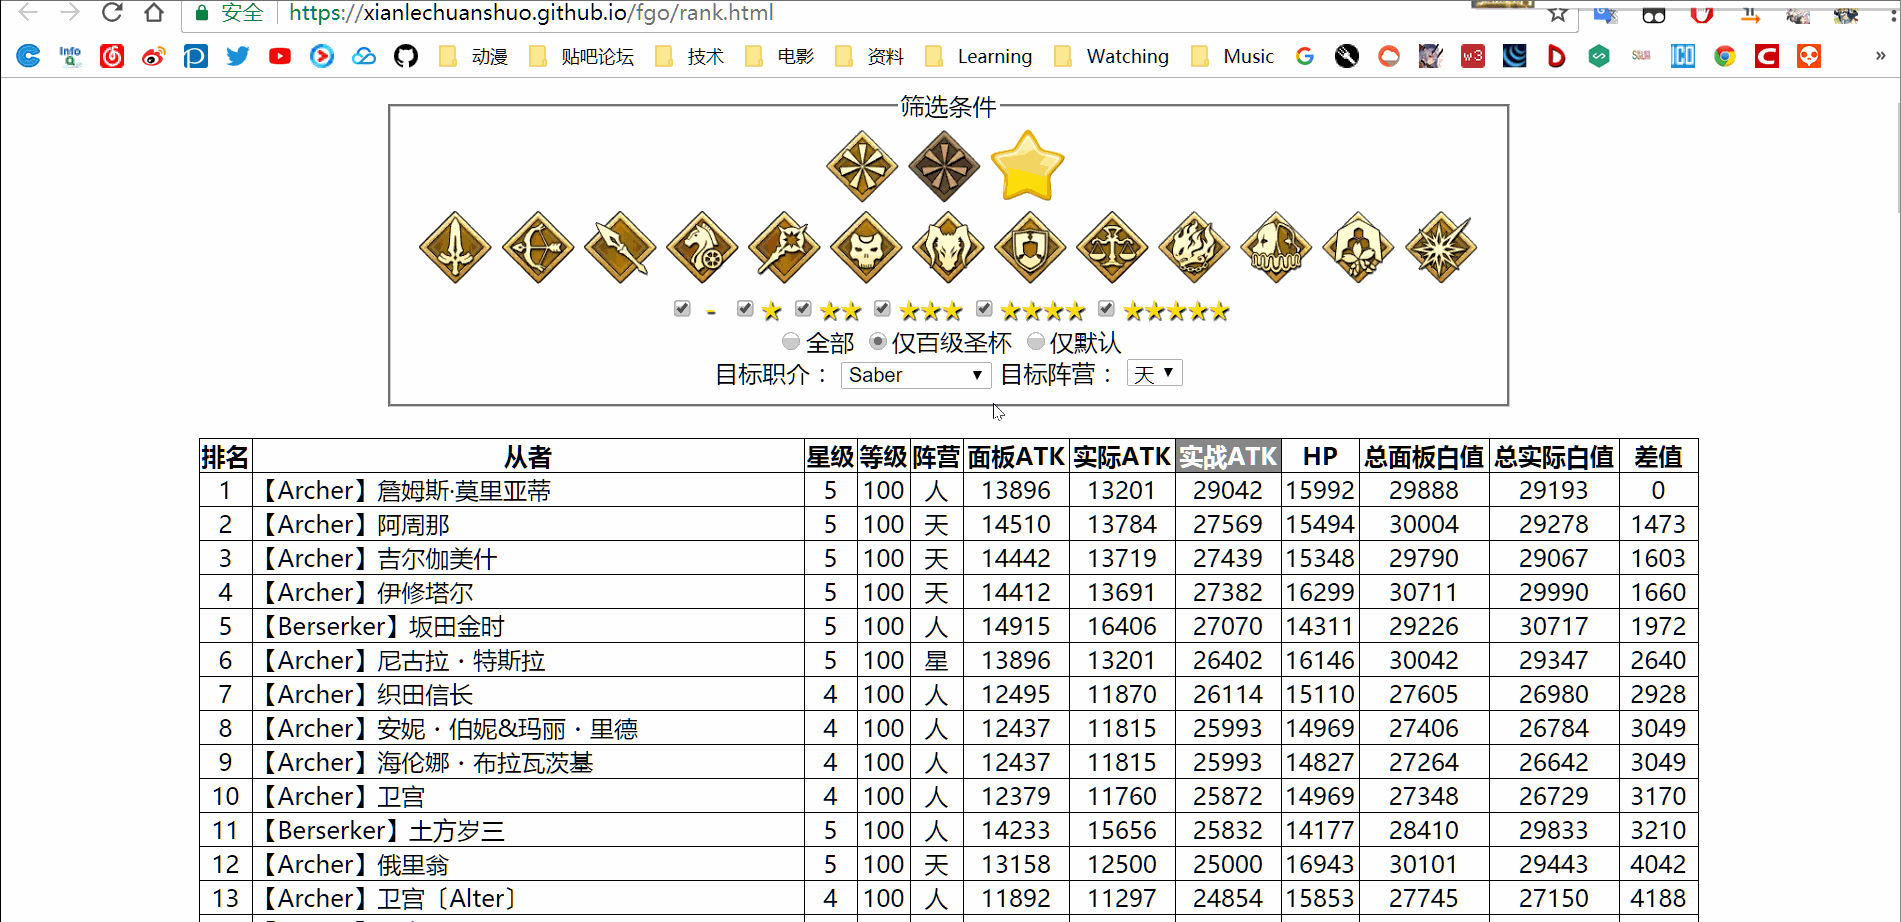 安全 https://xianlechuanshuo.github.io/fgo/rank.html
动漫 贴吧论坛 技术 电影 资料 Learning Watching Music »
筛选条件
-
全部 仅百级圣杯 仅默认
目标职介： Saber 目标阵营： 天
排名 从者 星级 等级 阵营 面板ATK 实际ATK 实战ATK HP 总面板白值 总实际白值 差值
1 【Archer】詹姆斯·莫里亚蒂 5 100 人 13896 13201 29042 15992 29888 29193 0
2 【Archer】阿周那 5 100 天 14510 13784 27569 15494 30004 29278 1473
3 【Archer】吉尔伽美什 5 100 天 14442 13719 27439 15348 29790 29067 1603
4 【Archer】伊修塔尔 5 100 天 14412 13691 27382 16299 30711 29990 1660
5 【Berserker】坂田金时 5 100 人 14915 16406 27070 14311 29226 30717 1972
6 【Archer】尼古拉・特斯拉 5 100 星 13896 13201 26402 16146 30042 29347 2640
7 【Archer】织田信长 4 100 人 12495 11870 26114 15110 27605 26980 2928
8 【Archer】安妮・伯妮&玛丽・里德 4 100 人 12437 11815 25993 14969 27406 26784 3049
9 【Archer】海伦娜・布拉瓦茨基 4 100 人 12437 11815 25993 14827 27264 26642 3049
10 【Archer】卫宫 4 100 人 12379 11760 25872 14969 27348 26729 3170
11 【Berserker】土方岁三 5 100 人 14233 15656 25832 14177 28410 29833 3210
12 【Archer】俄里翁 5 100 天 13158 12500 25000 16943 30101 29443 4042
13 【Archer】卫宫〔Alter〕 4 100 人 11892 11297 24854 15853 27745 27150 4188